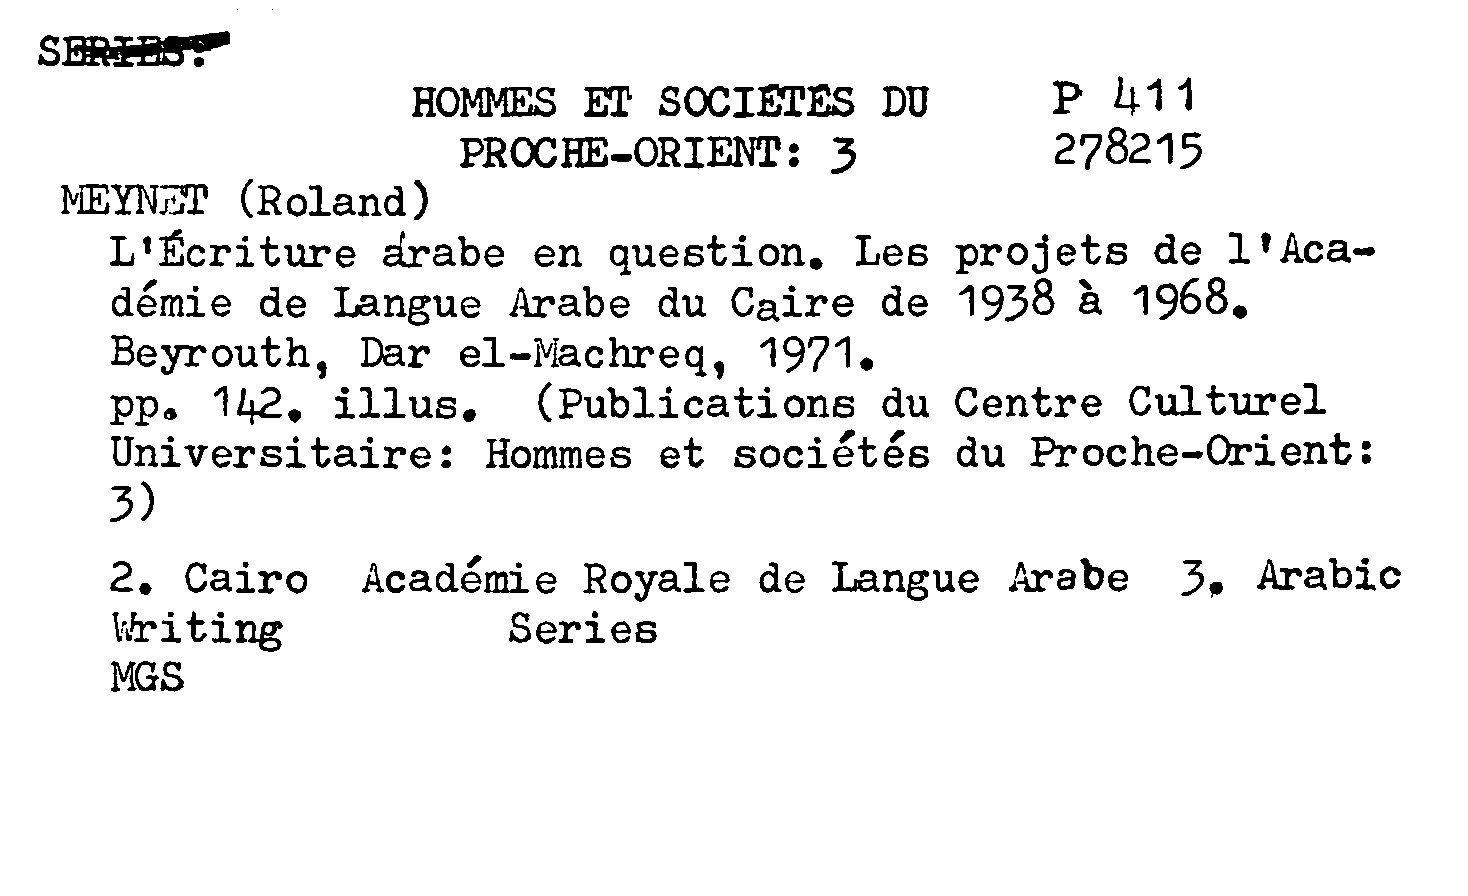 SERIES:
HOMMES ET SOCIÉTÉS DU P 411
PROCHE-ORIENT: 3 278215
MEYNET (Roland)
L'Écriture arabe en question. Les projets de l'Aca-
démie de Langue Arabe du Caire de 1938 à 1968.
Beyrouth, Dar el-Machreq, 1971.
pp. 142. illus. (Publications du Centre Culturel
Universitaire: Hommes et sociétés du Proche-Orient:
3)
2. Cairo Académie Royale de Langue Arabe 3. Arabic
Writing Series
MGS